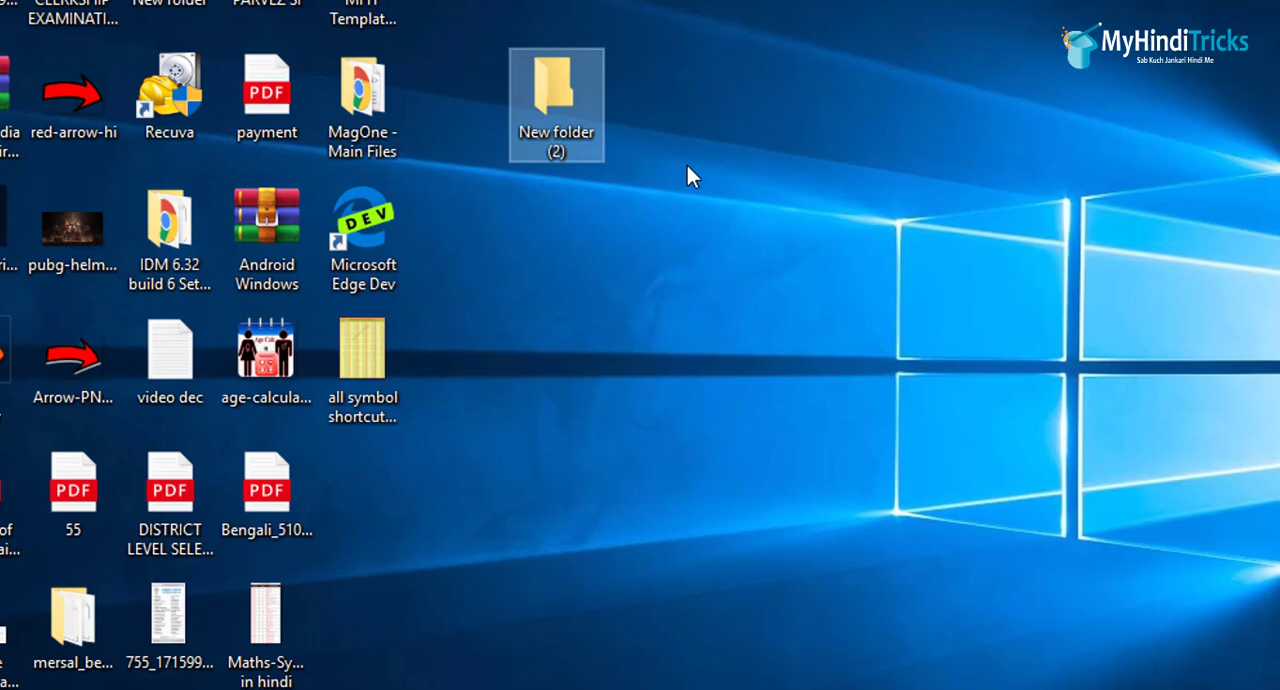 CLERKSHIP
EXAMINATI...
New folder
Templat...
MyHindiTricks
Sab Kuch Jankari Hindi Me
red-arrow-hi
Recuva
PDF
payment
MagOne -
Main Files
New folder
(2)
pubg-helm...
IDM 6.32
build 6 Set...
Android
Windows
DEV
Microsoft
Edge Dev
Arrow-PN...
video dec
Age Calc
age-calcula...
all symbol
shortcut...
PDF
55
PDF
DISTRICT
LEVEL SELE...
PDF
Bengali_510...
mersal_be...
755_171599...
Maths-Sy...
in hindi